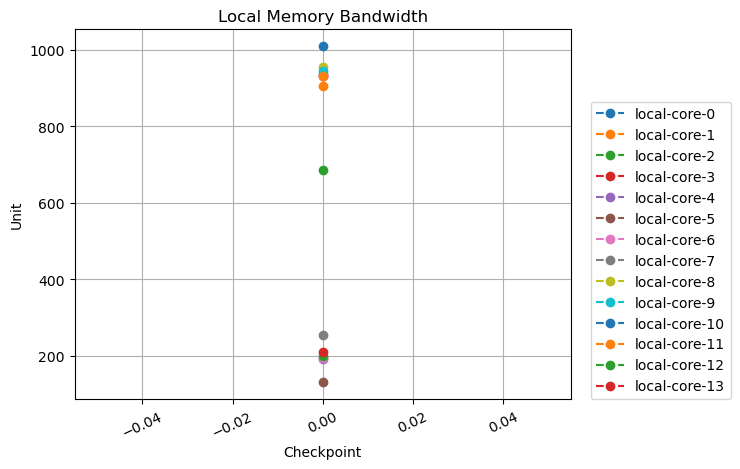 Local Memory Bandwidth
1000
800
600
400
200
Unit
−0.04
−0.02
0.00
0.02
0.04
Checkpoint
local-core-0
local-core-1
local-core-2
local-core-3
local-core-4
local-core-5
local-core-6
local-core-7
local-core-8
local-core-9
local-core-10
local-core-11
local-core-12
local-core-13